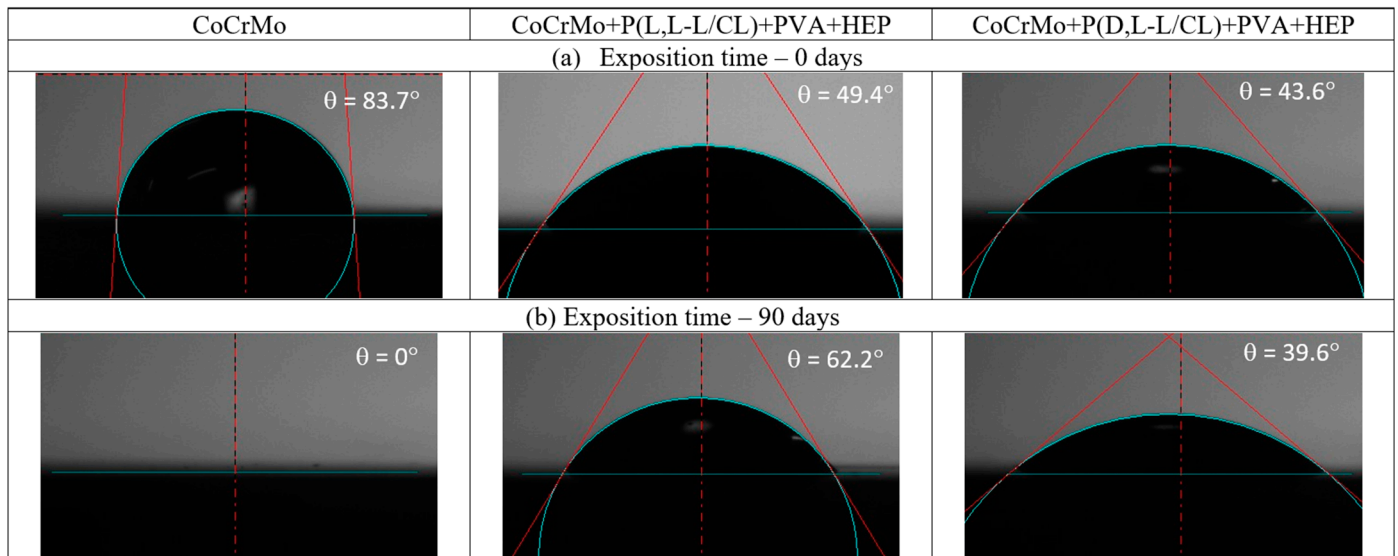 CoCrMo
CoCrMo+P(L,L-L/CL)+PVA+HEP
CoCrMo+P(D,L-L/CL)+PVA+HEP
(a) Exposition time – 0 days
θ = 83.7°
θ = 49.4°
θ = 43.6°
(b) Exposition time – 90 days
θ = 0°
θ = 62.2°
θ = 39.6°